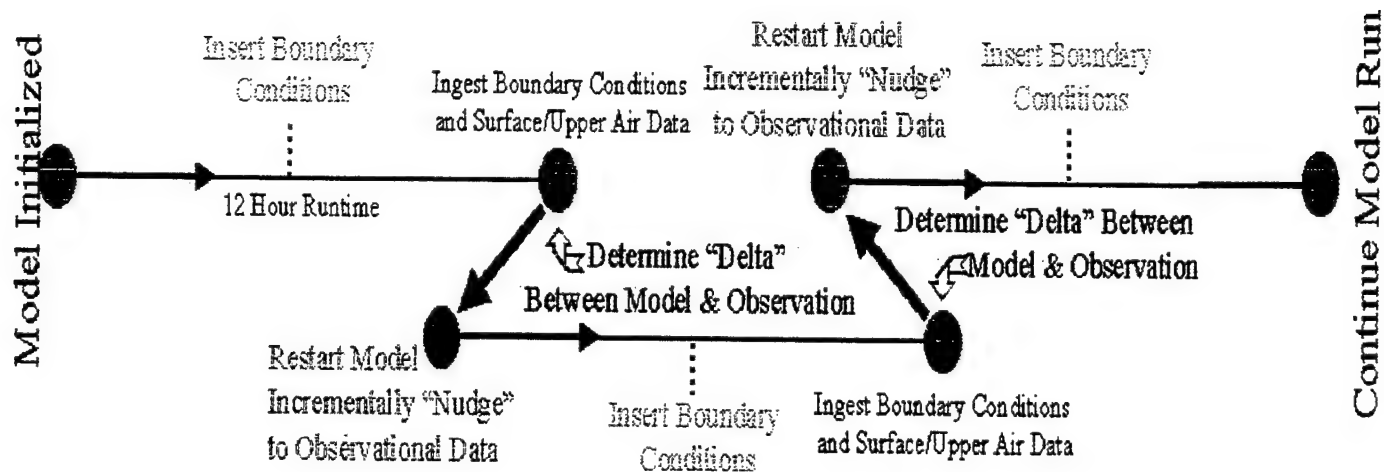 Model Initialized
Insert Boundary
Conditions
12 Hour Runtime
Ingest Boundary Conditions
and Surface/Upper Air Data
Determine "Delta"
Between Model & Observation
Restart Model
Incrementally "Nudge"
to Observational Data
Insert Boundary
Conditions
Ingest Boundary Conditions
and Surface/Upper Air Data
Determine "Delta" Between
Model & Observation
Restart Model
Incrementally "Nudge"
to Observational Data
Insert Boundary
Conditions
Continue Model Run